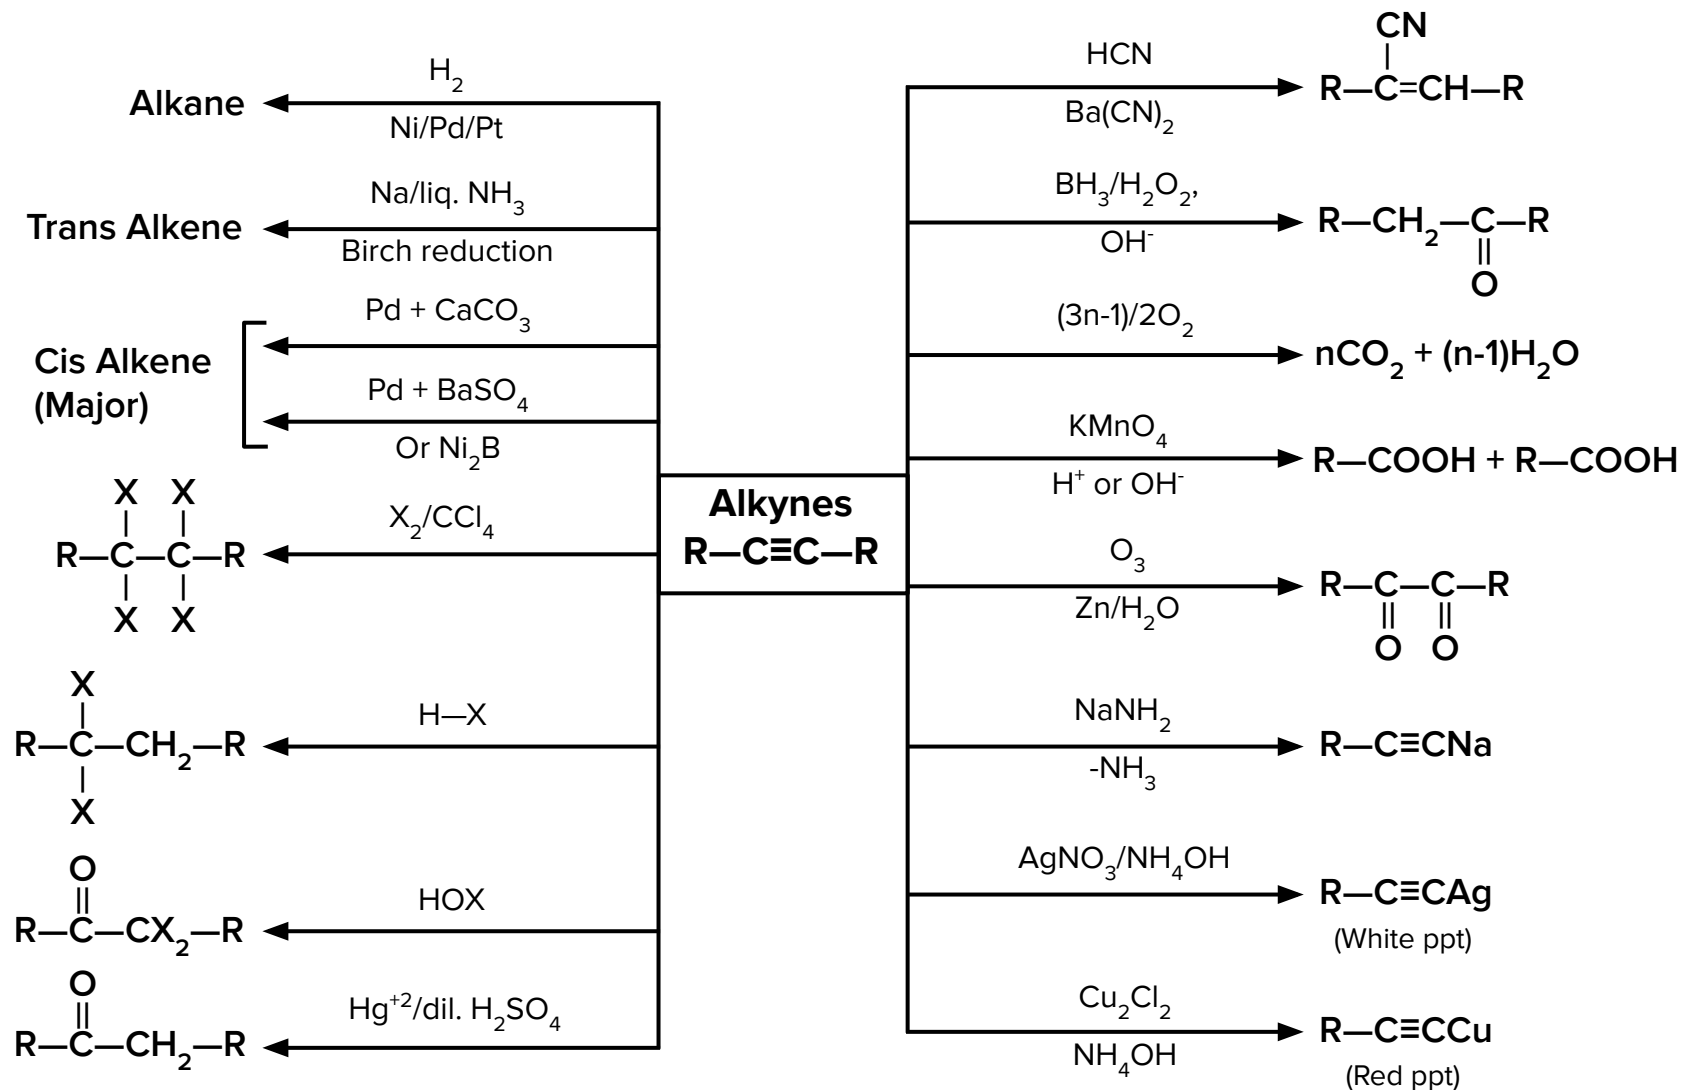 H₂
Alkane
Ni/Pd/Pt
Na/liq. NH₃
Trans Alkene
Birch reduction
Pd + CaCO₃
Cis Alkene
(Major)
Pd + BaSO₄
Or Ni₂B
X X
X₂/CCl₄
R—C—C—R
X X
X
H—X
R—C—CH₂—R
X
O
HOX
R—C—CX₂—R
O
Hg⁺²/dil. H₂SO₄
R—C—CH₂—R
Alkynes
R—C≡C—R
CN
HCN
R—C=CH—R
Ba(CN)₂
BH₃/H₂O₂,
R—CH₂—C—R
OH⁻
O
(3n-1)/2O₂
nCO₂ + (n-1)H₂O
KMnO₄
R—COOH + R—COOH
H⁺ or OH⁻
O₃
R—C—C—R
Zn/H₂O
O O
NaNH₂
R—C≡CNa
-NH₃
AgNO₃/NH₄OH
R—C≡CAg
(White ppt)
Cu₂Cl₂
R—C≡CCu
NH₄OH
(Red ppt)